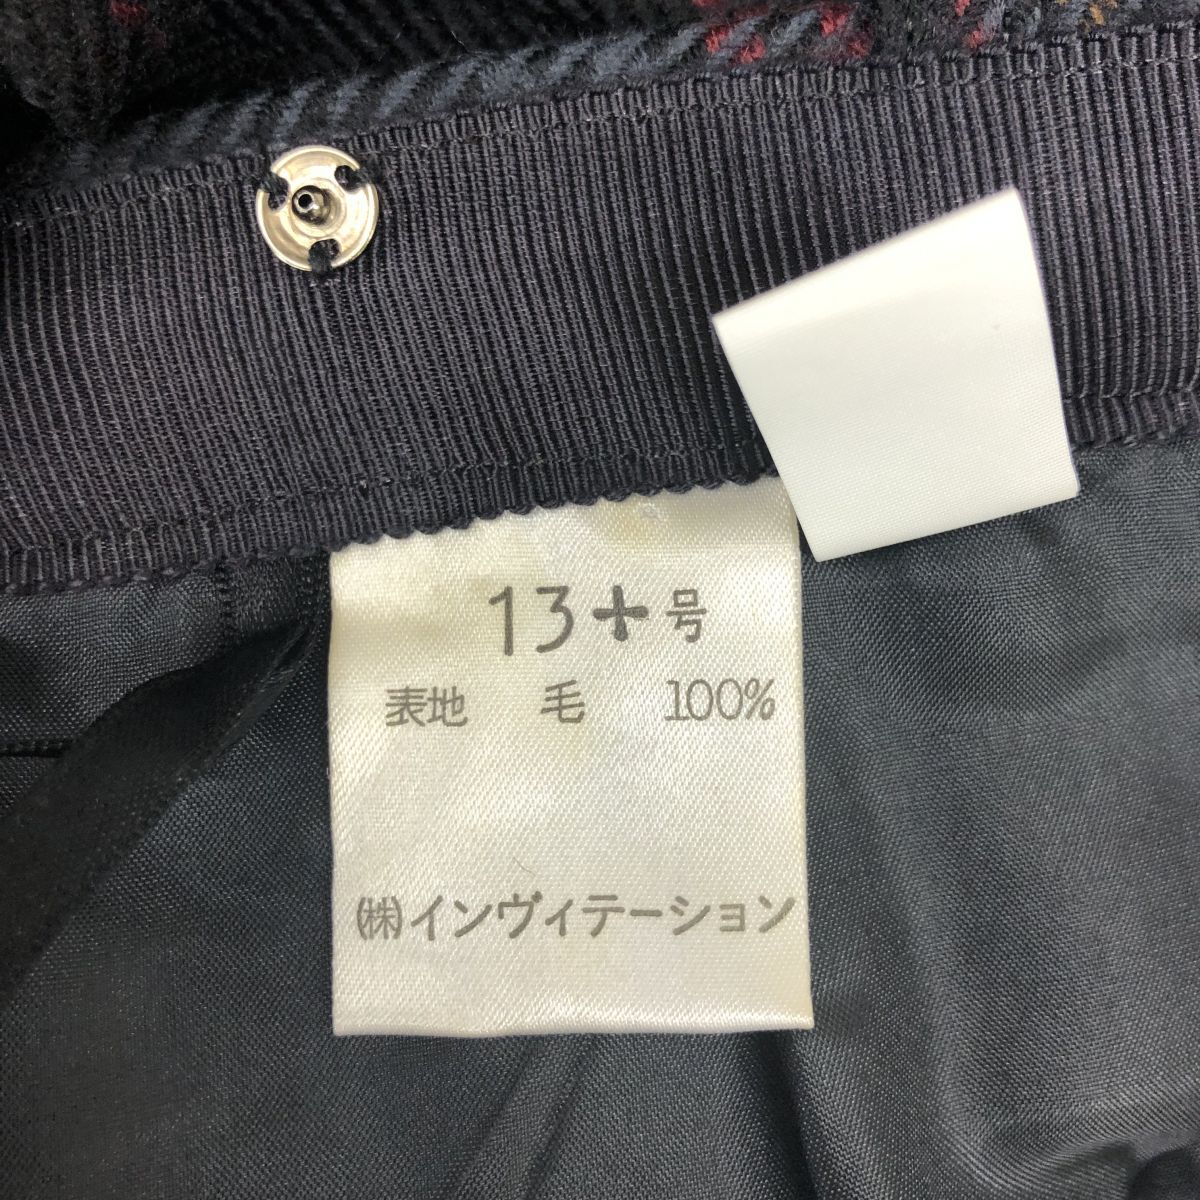 13+号
表地 毛 100%
㈱インヴィテーション